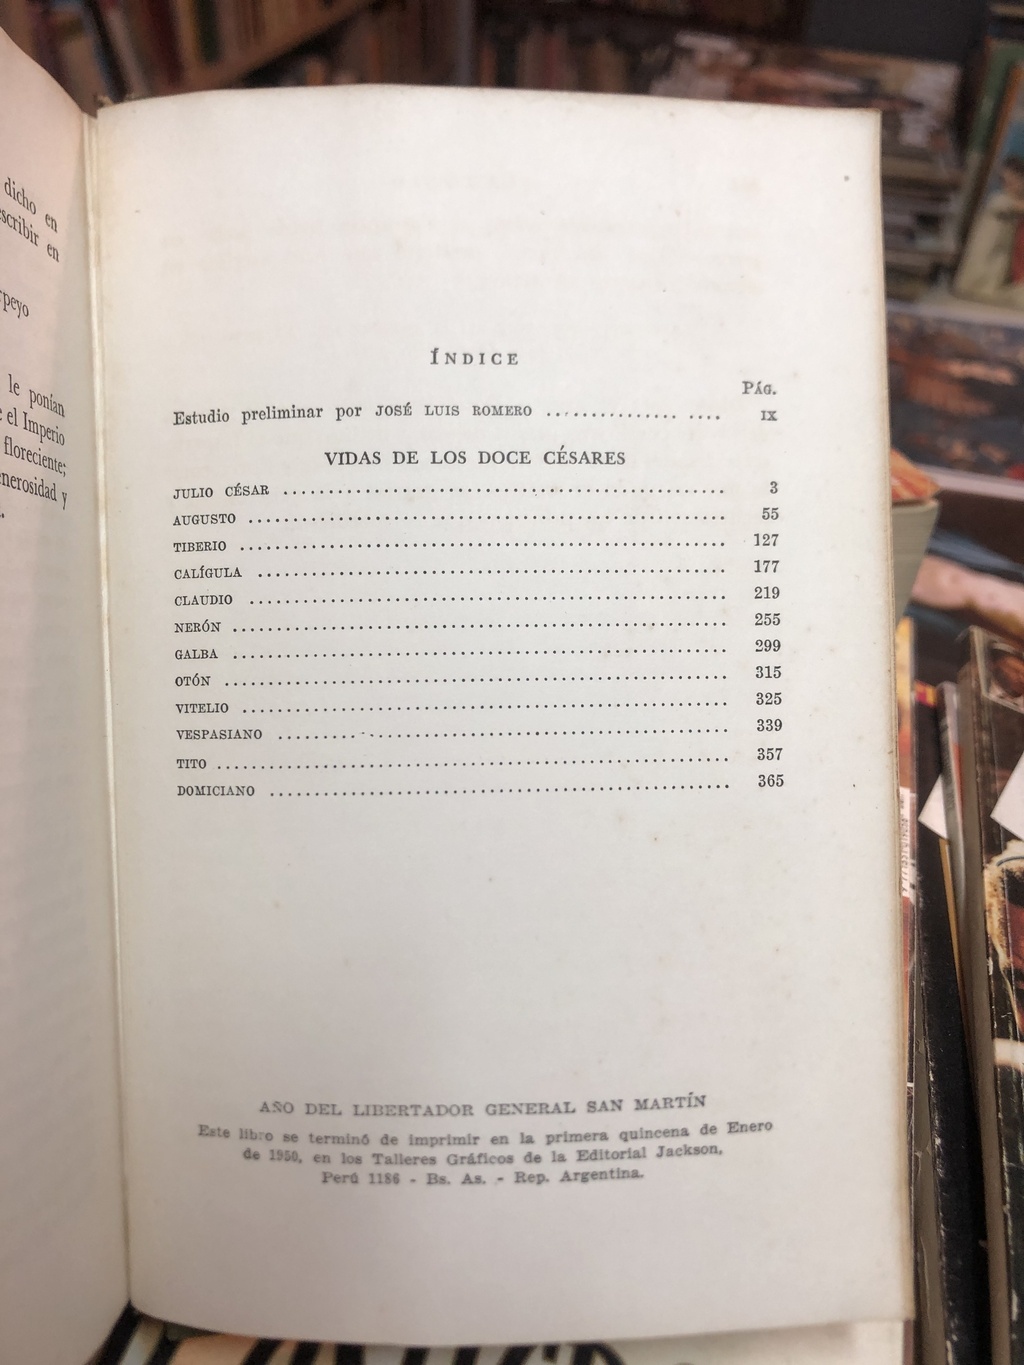 dicho en
escribir en
peyo
le ponían
el Imperio
floreciente;
nerosidad y
ÍNDICE
PÁG.
Estudio preliminar por JOSÉ LUIS ROMERO .................... IX
VIDAS DE LOS DOCE CÉSARES
JULIO CÉSAR .................................................. 3
AUGUSTO .................................................. 55
TIBERIO .................................................. 127
CALÍGULA .................................................. 177
CLAUDIO .................................................. 219
NERÓN .................................................. 255
GALBA .................................................. 299
OTÓN .................................................. 315
VITELIO .................................................. 325
VESPASIANO .................................................. 339
TITO .................................................. 357
DOMICIANO .................................................. 365
AÑO DEL LIBERTADOR GENERAL SAN MARTÍN
Este libro se terminó de imprimir en la primera quincena de Enero
de 1950, en los Talleres Gráficos de la Editorial Jackson,
Perú 1186 - Bs. As. - Rep. Argentina.